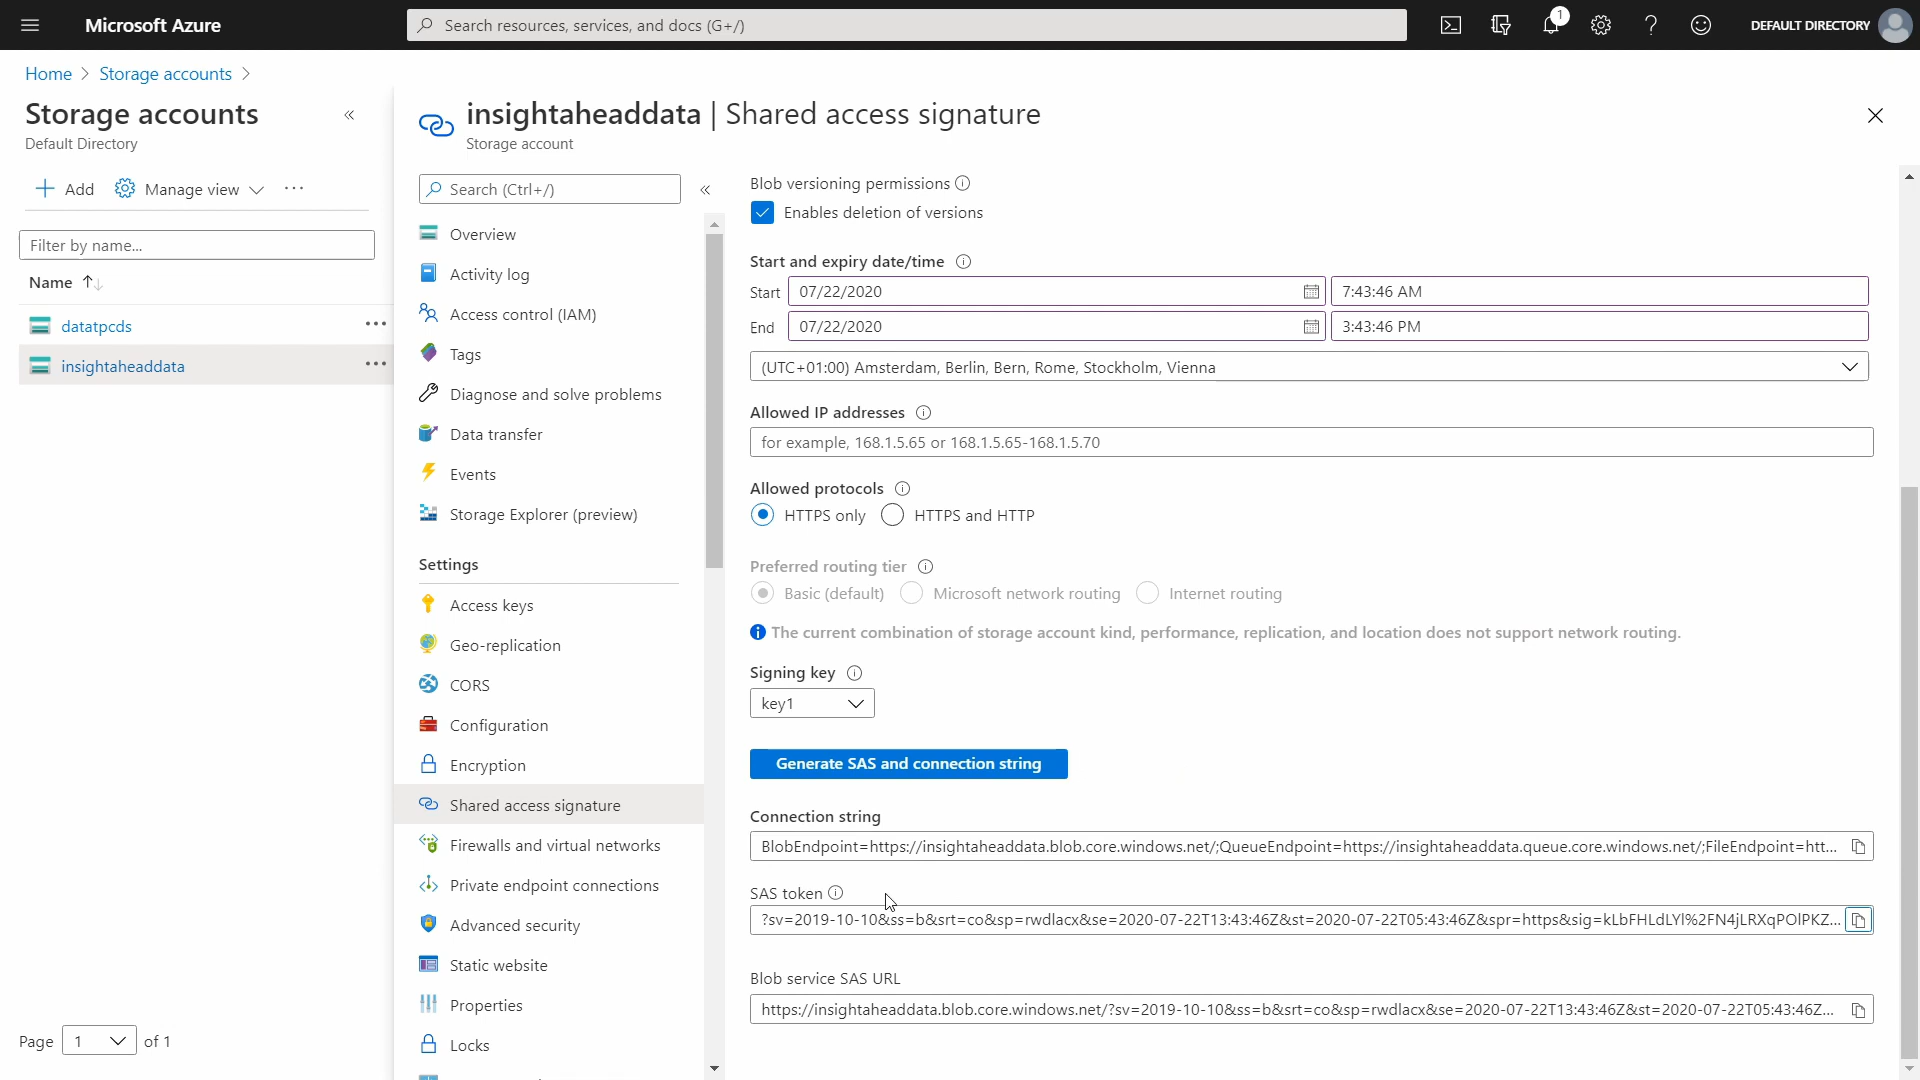 Microsoft Azure
Search resources, services, and docs (G+/)
1
DEFAULT DIRECTORY
Home > Storage accounts >
Storage accounts
Default Directory
Add
Manage view
Filter by name...
Name
datatpcds
insightaheaddata
Page 1 of 1
insightaheaddata | Shared access signature
Storage account
Search (Ctrl+/)
Overview
Activity log
Access control (IAM)
Tags
Diagnose and solve problems
Data transfer
Events
Storage Explorer (preview)
Settings
Access keys
Geo-replication
CORS
Configuration
Encryption
Shared access signature
Firewalls and virtual networks
Private endpoint connections
Advanced security
Static website
Properties
Locks
Blob versioning permissions
Enables deletion of versions
Start and expiry date/time
Start 07/22/2020 7:43:46 AM
End 07/22/2020 3:43:46 PM
(UTC+01:00) Amsterdam, Berlin, Bern, Rome, Stockholm, Vienna
Allowed IP addresses
for example, 168.1.5.65 or 168.1.5.65-168.1.5.70
Allowed protocols
HTTPS only HTTPS and HTTP
Preferred routing tier
Basic (default) Microsoft network routing Internet routing
The current combination of storage account kind, performance, replication, and location does not support network routing.
Signing key
key1
Generate SAS and connection string
Connection string
BlobEndpoint=https://insightaheaddata.blob.core.windows.net/;QueueEndpoint=https://insightaheaddata.queue.core.windows.net/;FileEndpoint=htt...
SAS token
?sv=2019-10-10&ss=b&srt=co&sp=rwdlacx&se=2020-07-22T13:43:46Z&st=2020-07-22T05:43:46Z&spr=https&sig=kLbFHLdLYl%2FN4jLRXqPOlPKZ...
Blob service SAS URL
https://insightaheaddata.blob.core.windows.net/?sv=2019-10-10&ss=b&srt=co&sp=rwdlacx&se=2020-07-22T13:43:46Z&st=2020-07-22T05:43:46Z...